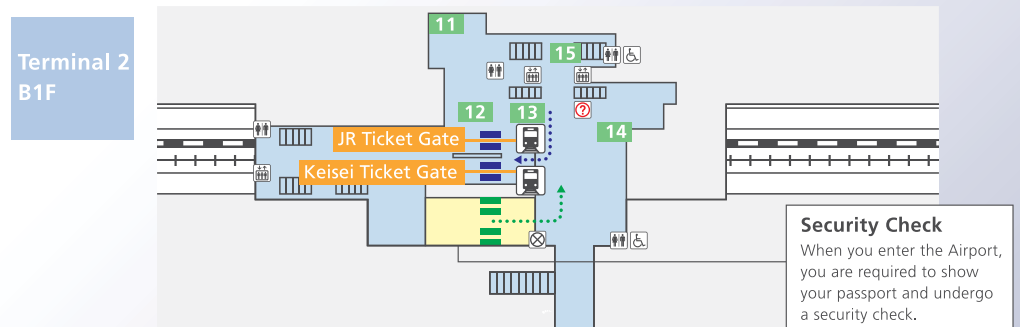 Terminal 2
B1F
11
15
12
13
?
14
JR Ticket Gate
Keisei Ticket Gate
Security Check
When you enter the Airport,
you are required to show
your passport and undergo
a security check.